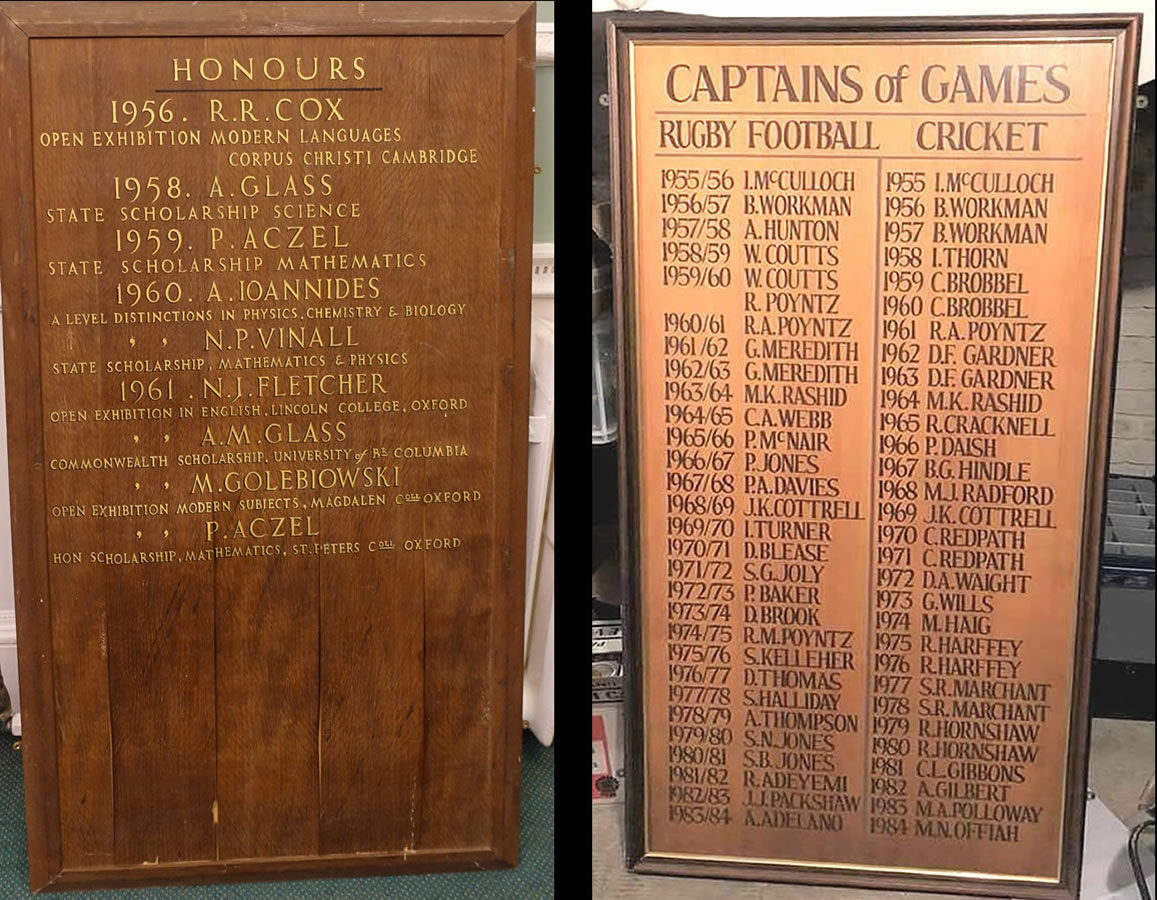 HONOURS
1956. R.R.COX
OPEN EXHIBITION MODERN LANGUAGES
CORPUS CHRISTI CAMBRIDGE
1958. A.GLASS
STATE SCHOLARSHIP SCIENCE
1959. P.ACZEL
STATE SCHOLARSHIP MATHEMATICS
1960. A.IOANNIDES
A LEVEL DISTINCTIONS IN PHYSICS, CHEMISTRY & BIOLOGY
, , N.P.VINALL
STATE SCHOLARSHIP, MATHEMATICS & PHYSICS
1961 . N.J.FLETCHER
OPEN EXHIBITION IN ENGLISH, LINCOLN COLLEGE, OXFORD
, , A.M.GLASS
COMMONWEALTH SCHOLARSHIP, UNIVERSITY of BR COLUMBIA
, , M.GOLEBIOWSKI
OPEN EXHIBITION MODERN SUBJECTS, MAGDALEN COLL OXFORD
, , P.ACZEL
HON SCHOLARSHIP, MATHEMATICS, ST. PETERS COLL OXFORD
CAPTAINS of GAMES
RUGBY FOOTBALL CRICKET
1955/56 I.McCULLOCH 1955 I.McCULLOCH
1956/57 B.WORKMAN 1956 B.WORKMAN
1957/58 A.HUNTON 1957 B.WORKMAN
1958/59 W.COUTTS 1958 I.THORN
1959/60 W.COUTTS 1959 C.BROBBEL
R.POYNTZ 1960 C.BROBBEL
1960/61 R.A.POYNTZ 1961 R.A.POYNTZ
1961/62 G.MEREDITH 1962 D.F. GARDNER
1962/63 G.MEREDITH 1963 D.F. GARDNER
1963/64 M.K.RASHID 1964 M.K.RASHID
1964/65 C.A.WEBB 1965 R.CRACKNELL
1965/66 P.McNAIR 1966 P.DAISH
1966/67 P.JONES 1967 B.G.HINDLE
1967/68 P.A.DAVIES 1968 M.J.RADFORD
1968/69 J.K.COTTRELL 1969 J.K.COTTRELL
1969/70 I.TURNER 1970 C.REDPATH
1970/71 D.BLEASE 1971 C.REDPATH
1971/72 S.G.JOLY 1972 D.A.WAIGHT
1972/73 P.BAKER 1973 G.WILLS
1973/74 D.BROOK 1974 M.HAIG
1974/75 R.M.POYNTZ 1975 R.HARFFEY
1975/76 S.KELLEHER 1976 R.HARFFEY
1976/77 D.THOMAS 1977 S.R.MARCHANT
1977/78 S.HALLIDAY 1978 S.R.MARCHANT
1978/79 A.THOMPSON 1979 R.HORNSHAW
1979/80 S.N.JONES 1980 R.HORNSHAW
1980/81 S.B.JONES 1981 C.L.GIBBONS
1981/82 R.ADEYEMI 1982 A.GILBERT
1982/83 J.J.PACKSHAW 1983 M.A.POLLOWAY
1983/84 A.ADELANO 1984 M.N.OFFIAH